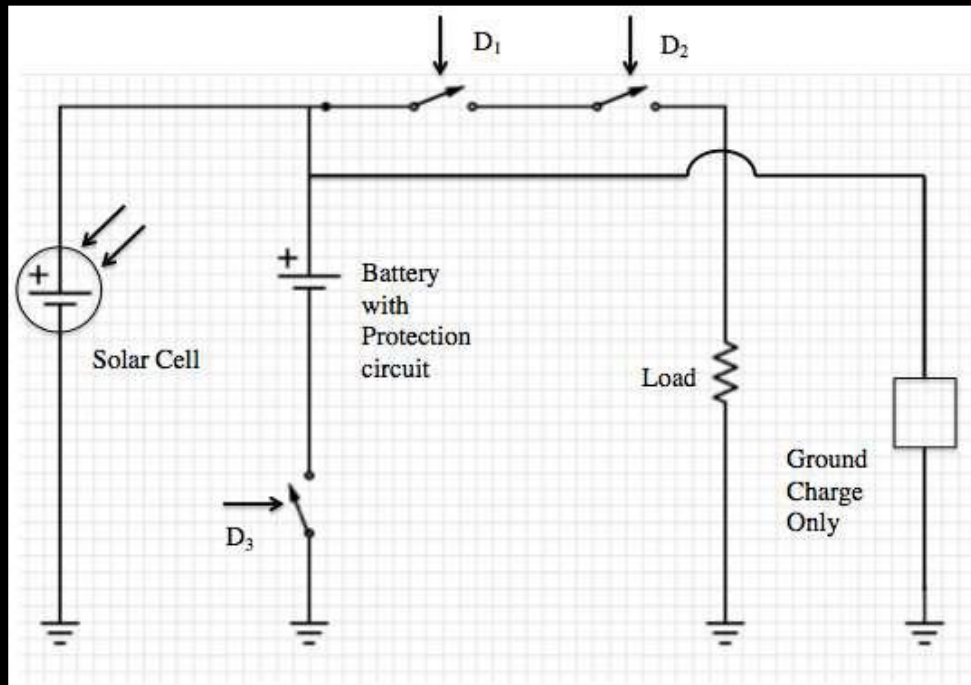 D₁
D₂
+
+
Battery
with
Protection
circuit
Solar Cell
Load
Ground
Charge
Only
D₃